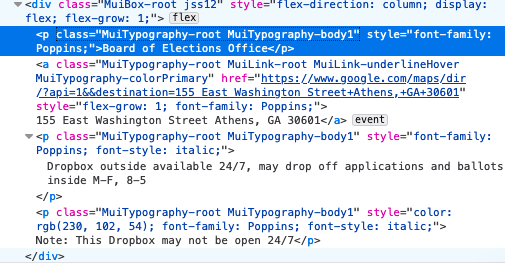 <div class="MuiBox-root jss12" style="flex-direction: column; display:
flex; flex-grow: 1;"> flex
<p class="MuiTypography-root MuiTypography-body1" style="font-family:
Poppins;">Board of Elections Office</p>
<a class="MuiTypography-root MuiLink-root MuiLink-underlineHover
MuiTypography-colorPrimary" href="https://www.google.com/maps/dir
/?api=1&&destination=155 East Washington Street+Athens,+GA+30601"
style="flex-grow: 1; font-family: Poppins;">
155 East Washington Street Athens, GA 30601</a> event
<p class="MuiTypography-root MuiTypography-body1" style="font-family:
Poppins; font-style: italic;">
Dropbox outside available 24/7, may drop off applications and ballots
inside M-F, 8-5
</p>
<p class="MuiTypography-root MuiTypography-body1" style="color:
rgb(230, 102, 54); font-family: Poppins; font-style: italic;">
Note: This Dropbox may not be open 24/7</p>
</div>